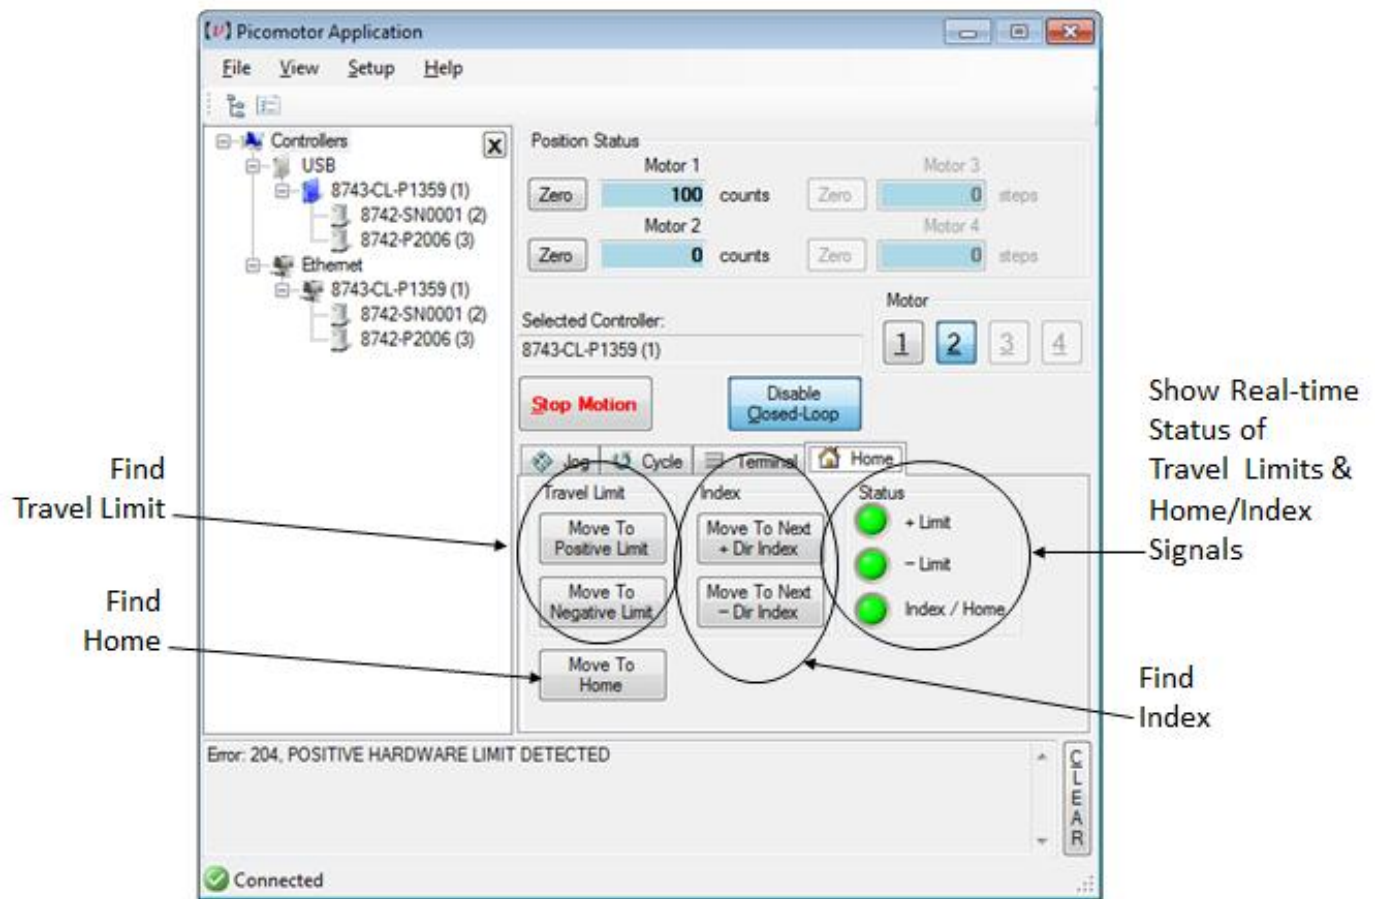 Picomotor Application
File View Setup Help
Controllers
USB
8743-CL-P1359 (1)
8742-SN0001 (2)
8742-P2006 (3)
Ethernet
8743-CL-P1359 (1)
8742-SN0001 (2)
8742-P2006 (3)
X
Position Status
Motor 1
Zero 100 counts
Motor 2
Zero 0 counts
Motor 3
Zero 0 steps
Motor 4
Zero 0 steps
Selected Controller:
8743-CL-P1359 (1)
Motor
1 2 3 4
Stop Motion
Disable
Closed-Loop
Jog Cycle Terminal Home
Travel Limit
Move To
Positive Limit
Move To
Negative Limit
Move To
Home
Index
Move To Next
+ Dir Index
Move To Next
− Dir Index
Status
+ Limit
− Limit
Index / Home
Error: 204, POSITIVE HARDWARE LIMIT DETECTED
CLEAR
Connected
Find
Travel Limit
Find
Home
Show Real-time
Status of
Travel Limits &
Home/Index
Signals
Find
Index